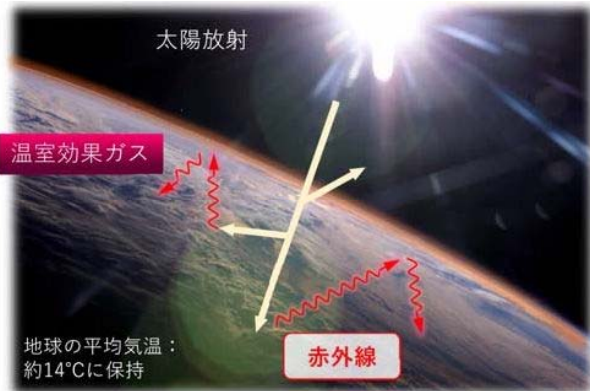 太陽放射
温室効果ガス
地球の平均気温：
約14°Cに保持
赤外線